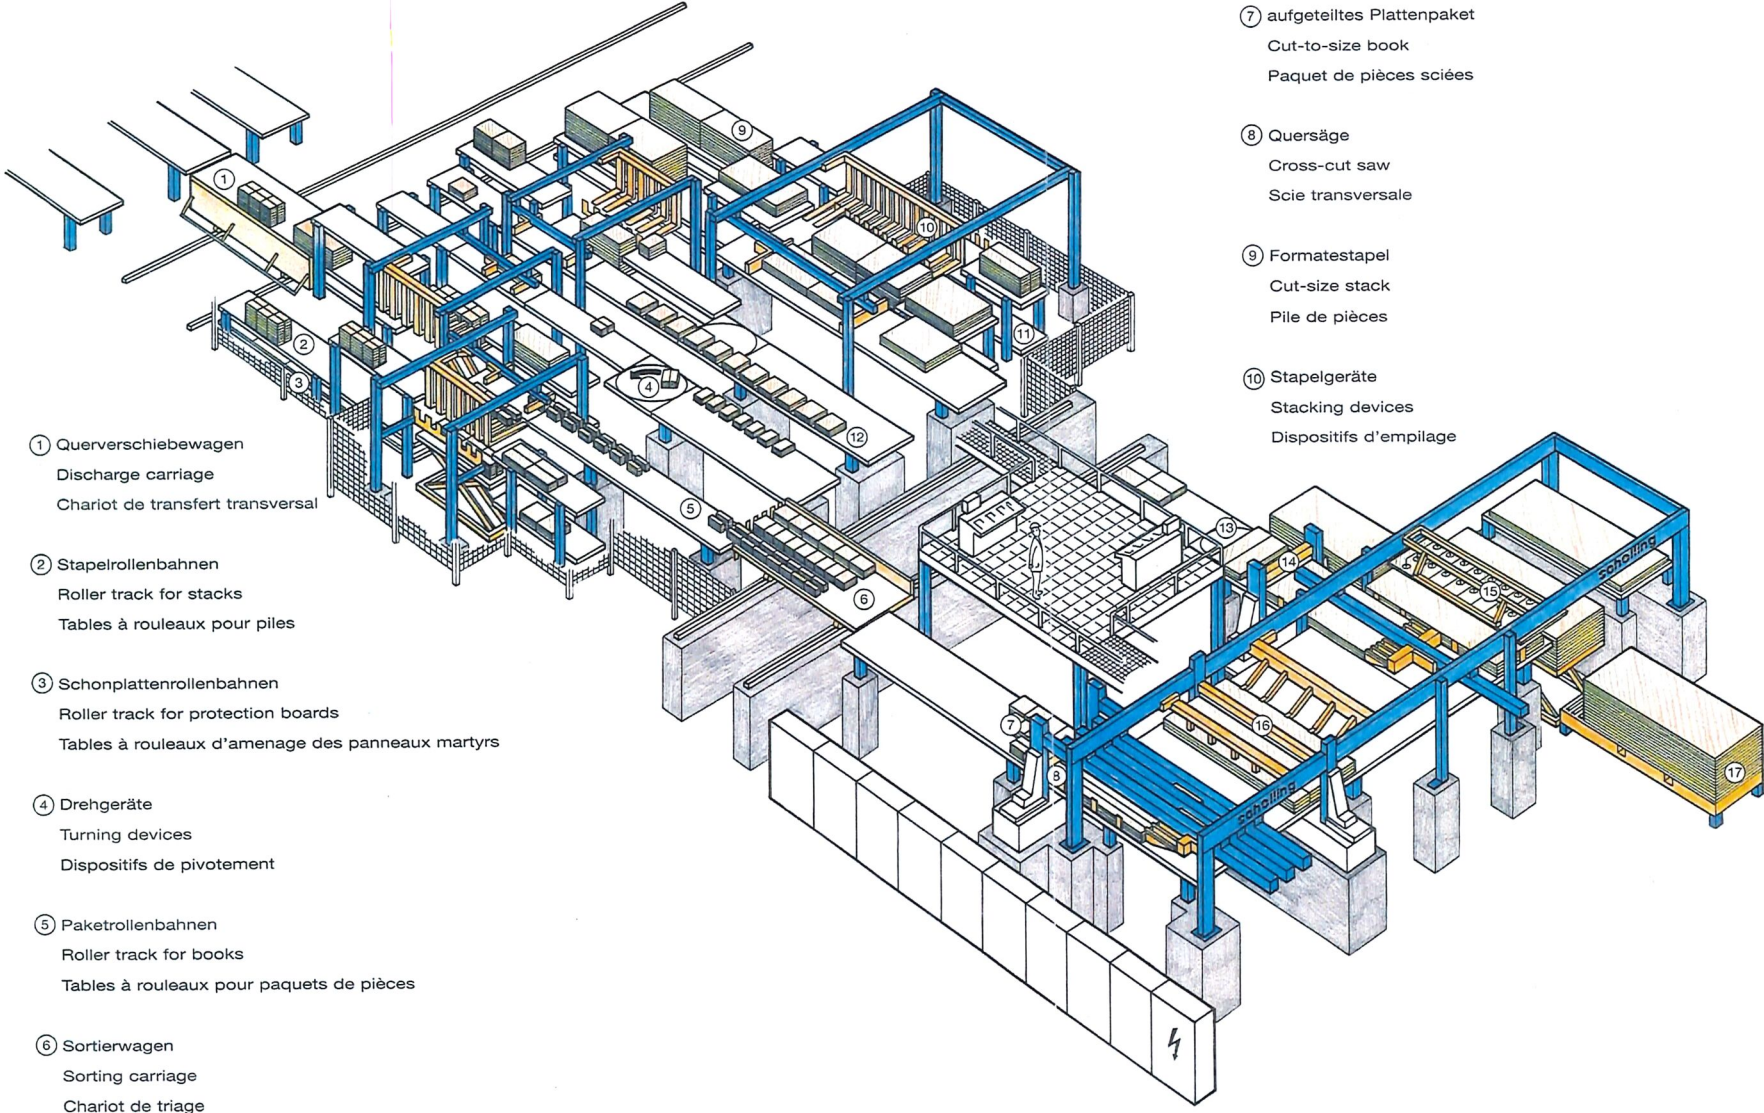 ① Querverschiebewagen
Discharge carriage
Chariot de transfert transversal
② Stapelrollenbahnen
Roller track for stacks
Tables à rouleaux pour piles
③ Schonplattenrollenbahnen
Roller track for protection boards
Tables à rouleaux d'amenage des panneaux martyrs
④ Drehgeräte
Turning devices
Dispositifs de pivotement
⑤ Paketrollenbahnen
Roller track for books
Tables à rouleaux pour paquets de pièces
⑥ Sortierwagen
Sorting carriage
Chariot de triage
⑦ aufgeteiltes Plattenpaket
Cut-to-size book
Paquet de pièces sciées
⑧ Quersäge
Cross-cut saw
Scie transversale
⑨ Formatestapel
Cut-size stack
Pile de pièces
⑩ Stapelgeräte
Stacking devices
Dispositifs d'empilage
①
②
③
④
⑤
⑥
⑦
⑧
⑨
⑩
⑪
⑫
⑬
⑭
⑮
⑯
⑰
schelling
schelling